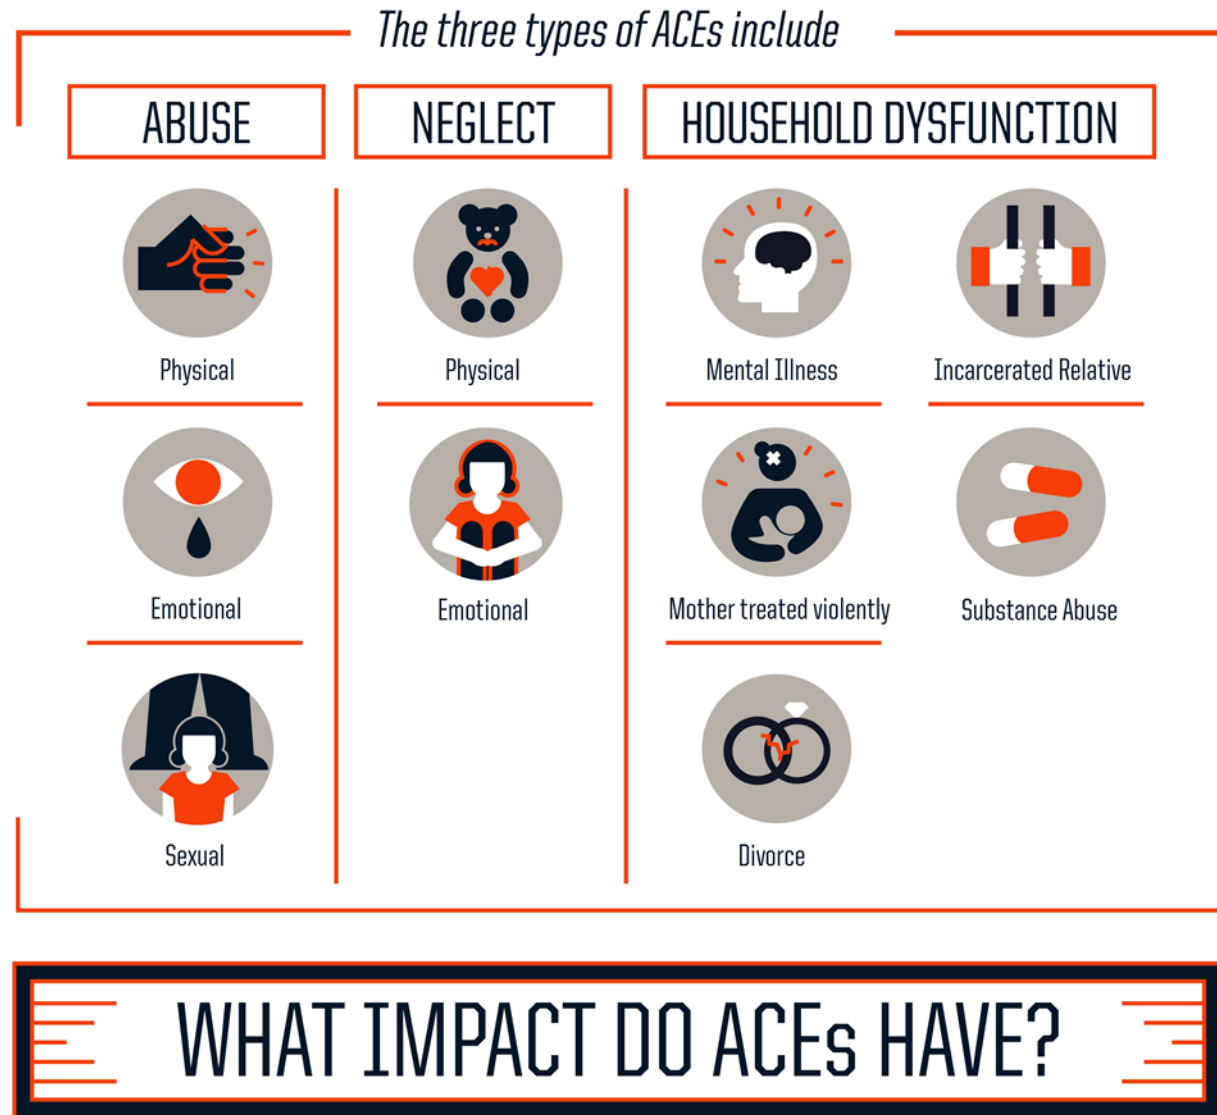 The three types of ACEs include
ABUSE
Physical
Emotional
Sexual
NEGLECT
Physical
Emotional
HOUSEHOLD DYSFUNCTION
Mental Illness
Incarcerated Relative
Mother treated violently
Substance Abuse
Divorce
WHAT IMPACT DO ACEs HAVE?